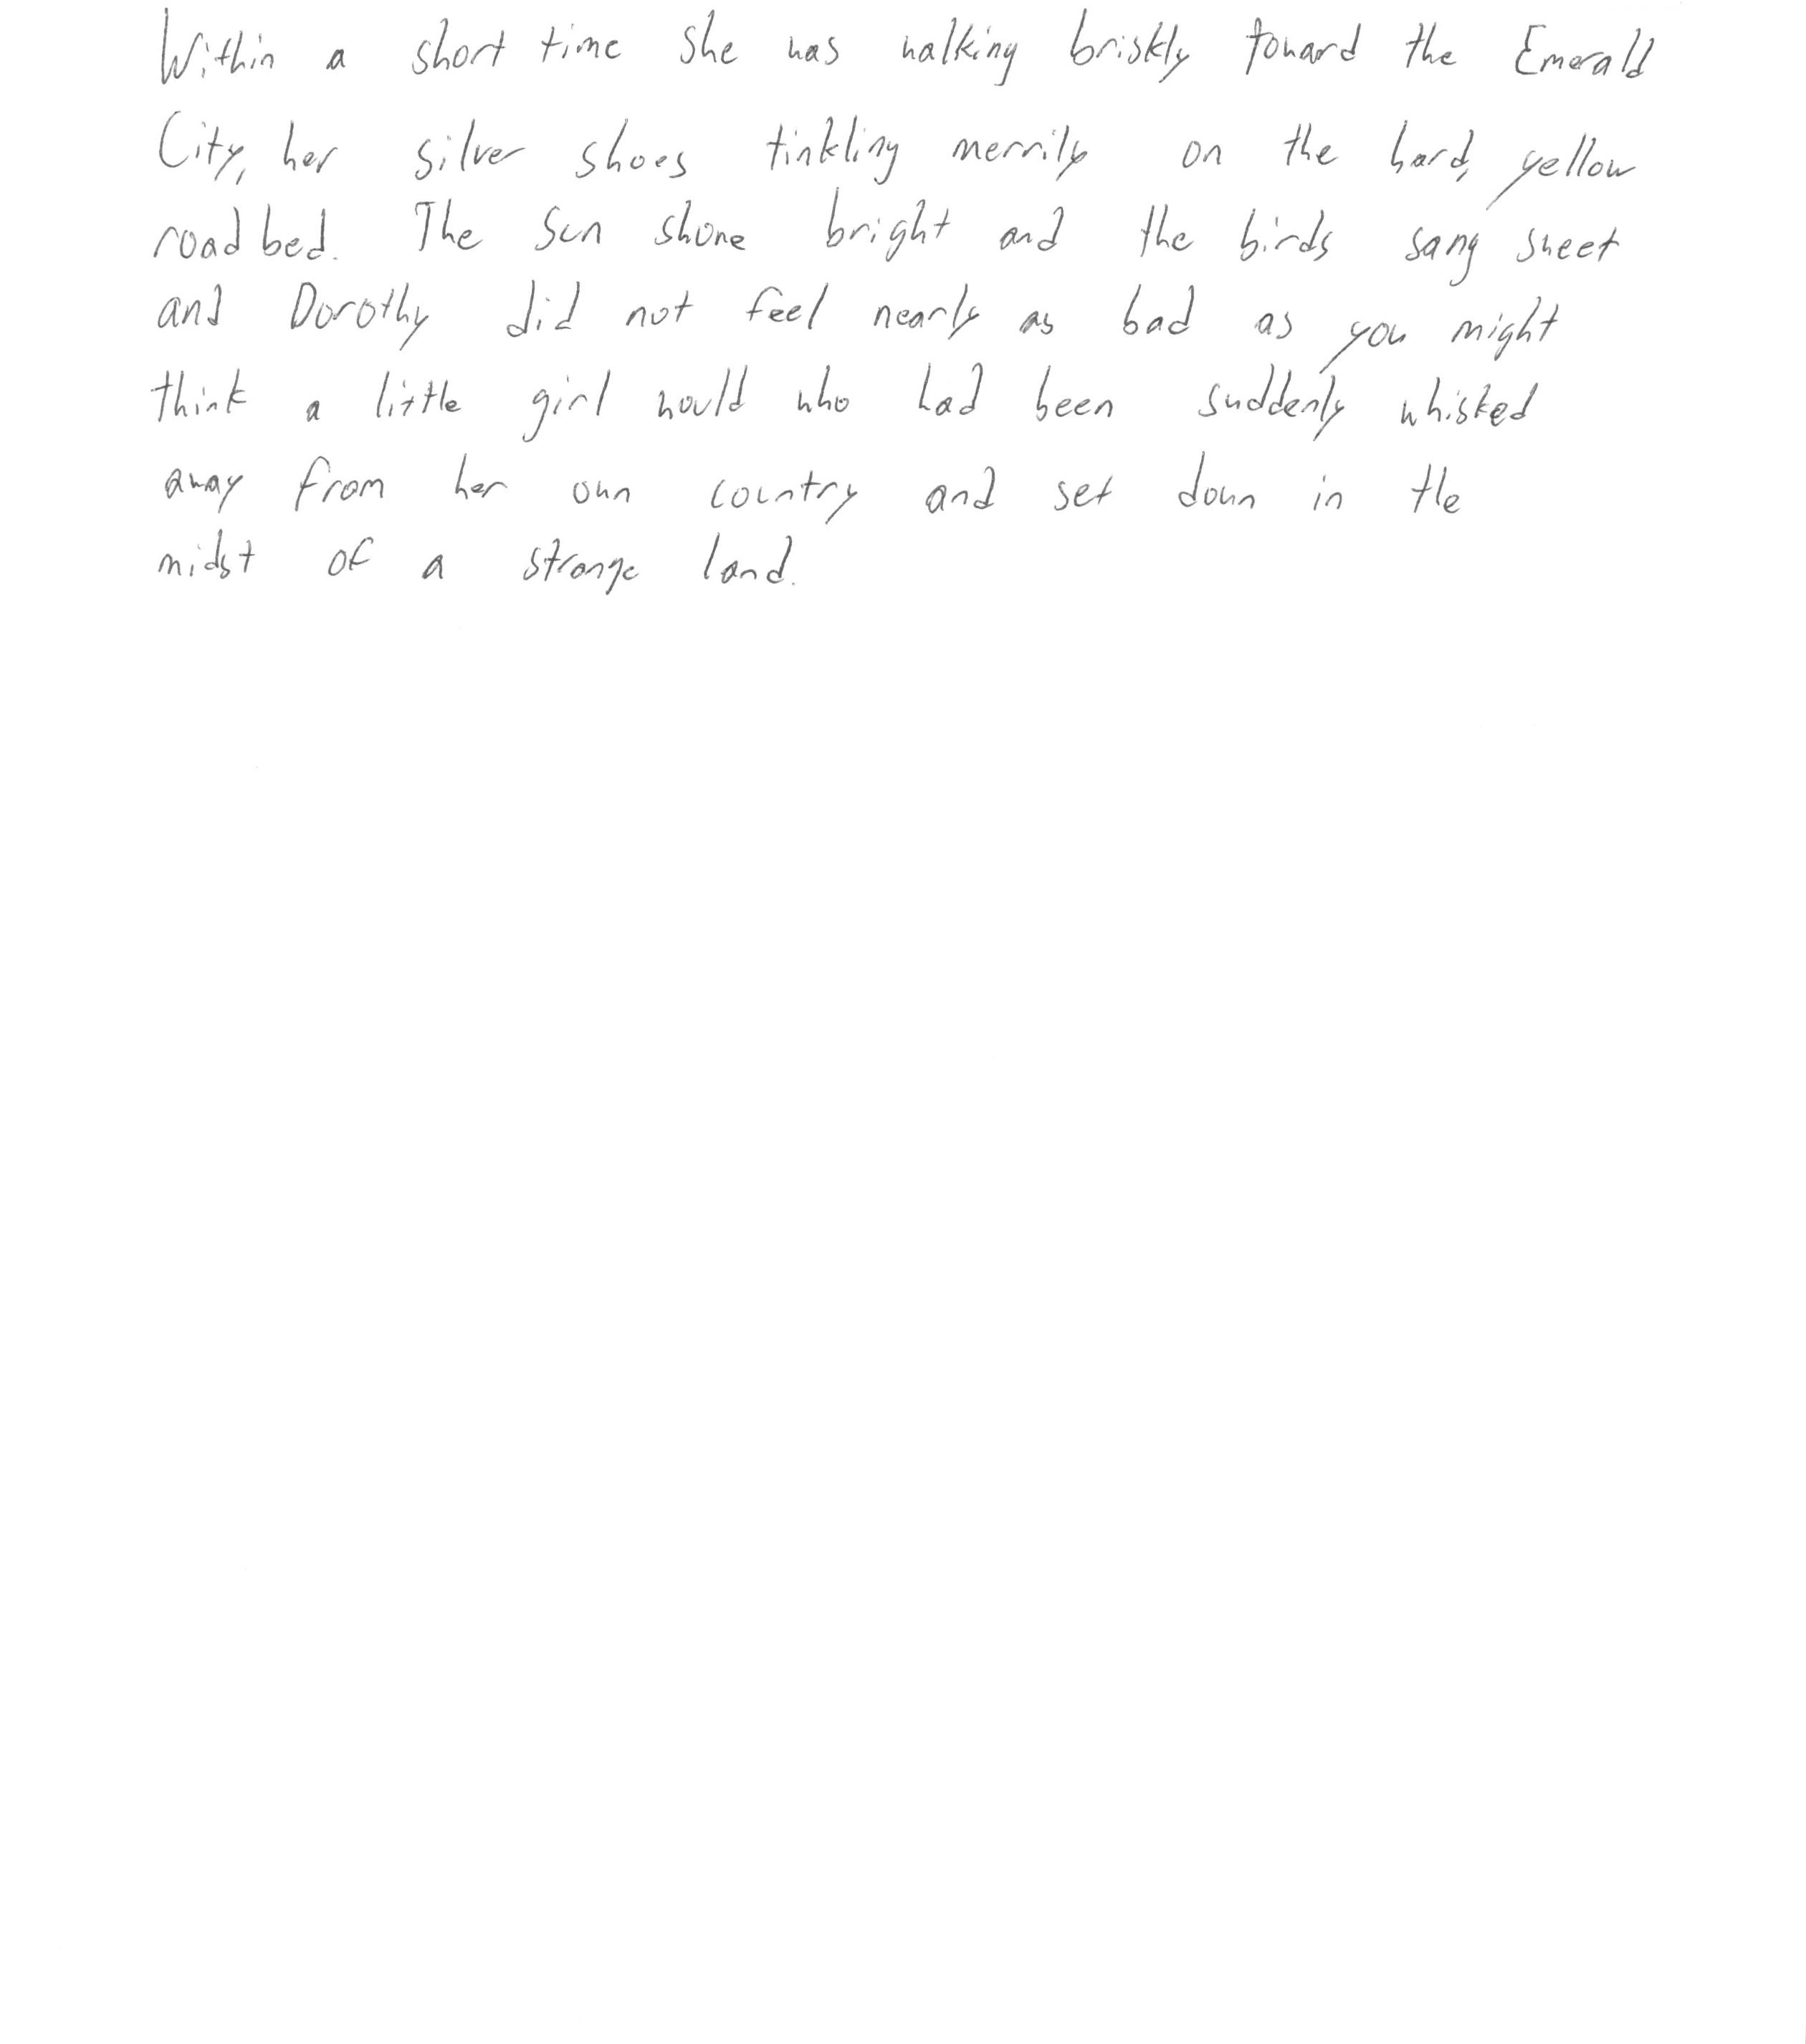 Within a short time she was walking briskly toward the Emerald
City, her silver shoes tinkling merrily on the hard, yellow
roadbed. The sun shone bright and the birds sang sweet
and Dorothy did not feel nearly as bad as you might
think a little girl would who had been suddenly whisked
away from her own country and set down in the
midst of a strange land.